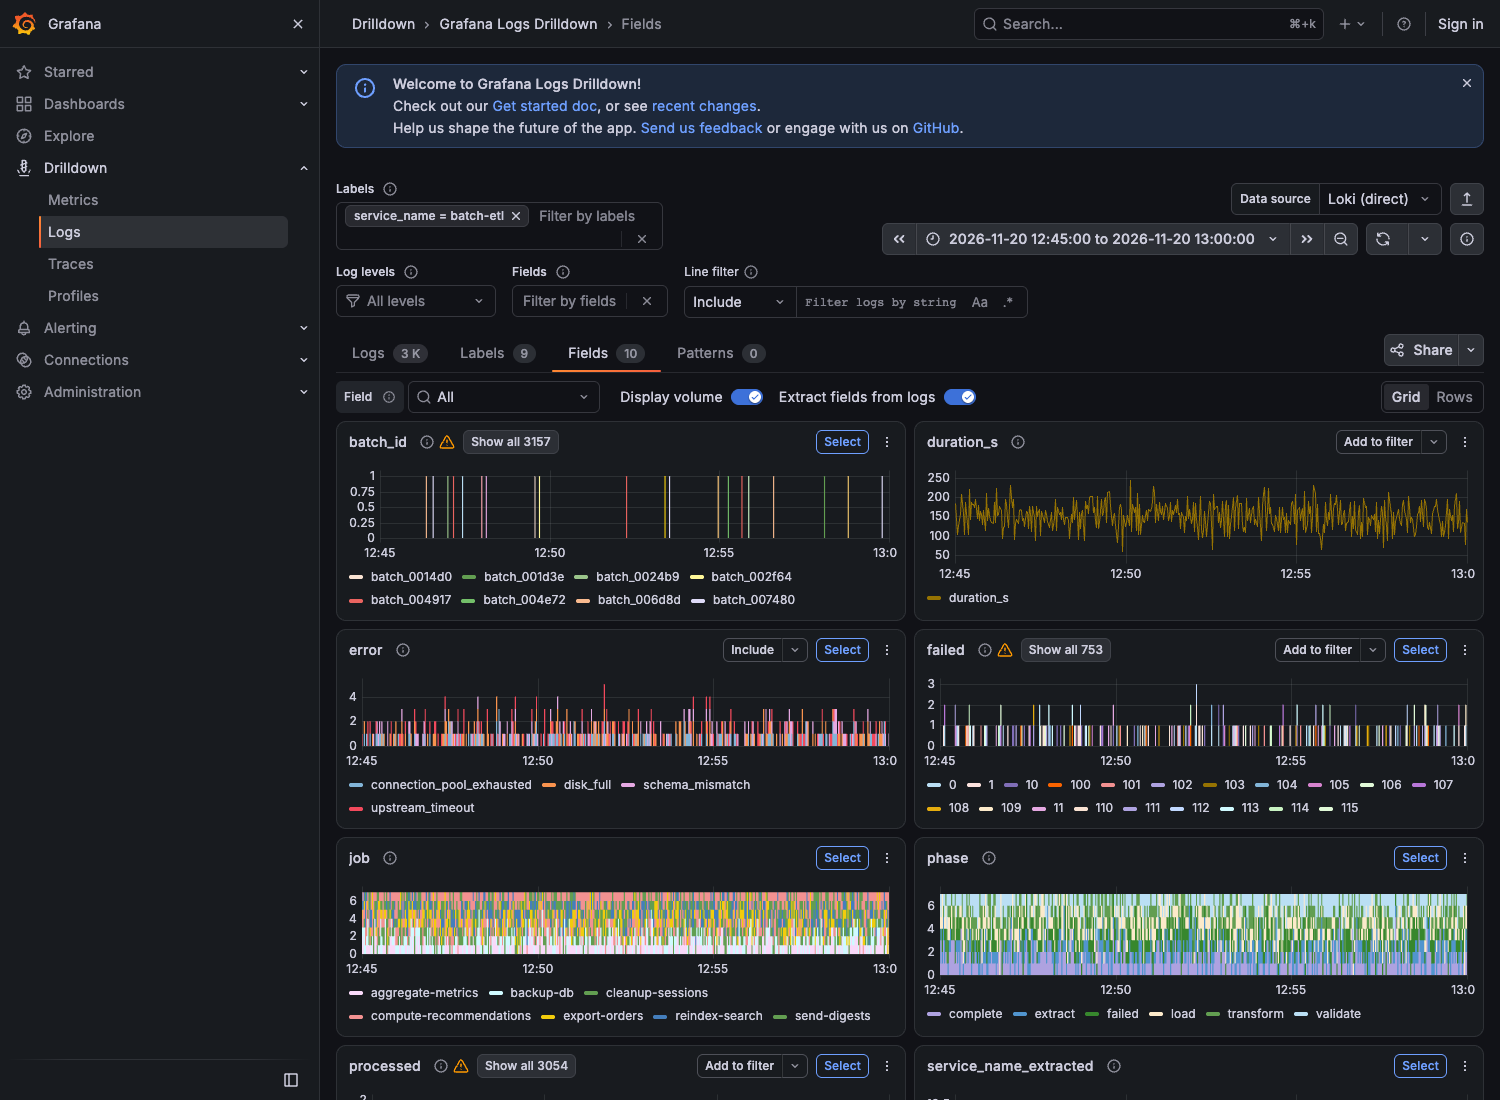 Grafana
Drilldown › Grafana Logs Drilldown › Fields
Search... ⌘+k
Sign in
Starred
Dashboards
Explore
Drilldown
Metrics
Logs
Traces
Profiles
Alerting
Connections
Administration
Welcome to Grafana Logs Drilldown!
Check out our Get started doc, or see recent changes.
Help us shape the future of the app. Send us feedback or engage with us on GitHub.
Labels
service_name = batch-etl Filter by labels
Data source Loki (direct)
2026-11-20 12:45:00 to 2026-11-20 13:00:00
Log levels
All levels
Fields
Filter by fields
Line filter
Include Filter logs by string Aa .*
Logs 3 K Labels 9 Fields 10 Patterns 0
Share
Field All Display volume Extract fields from logs Grid Rows
batch_id Show all 3157 Select
1
0.75
0.5
0.25
0
12:45 12:50 12:55 13:0
batch_0014d0 batch_001d3e batch_0024b9 batch_002f64
batch_004917 batch_004e72 batch_006d8d batch_007480
duration_s Add to filter
250
200
150
100
50
12:45 12:50 12:55 13:0
duration_s
error Include Select
4
2
0
12:45 12:50 12:55 13:0
connection_pool_exhausted disk_full schema_mismatch
upstream_timeout
failed Show all 753 Add to filter Select
3
2
1
0
12:45 12:50 12:55 13:0
0 1 10 100 101 102 103 104 105 106 107
108 109 11 110 111 112 113 114 115
job Select
6
4
2
0
12:45 12:50 12:55 13:0
aggregate-metrics backup-db cleanup-sessions
compute-recommendations export-orders reindex-search send-digests
phase Select
6
4
2
0
12:45 12:50 12:55 13:0
complete extract failed load transform validate
processed Show all 3054 Add to filter Select
2
service_name_extracted Select